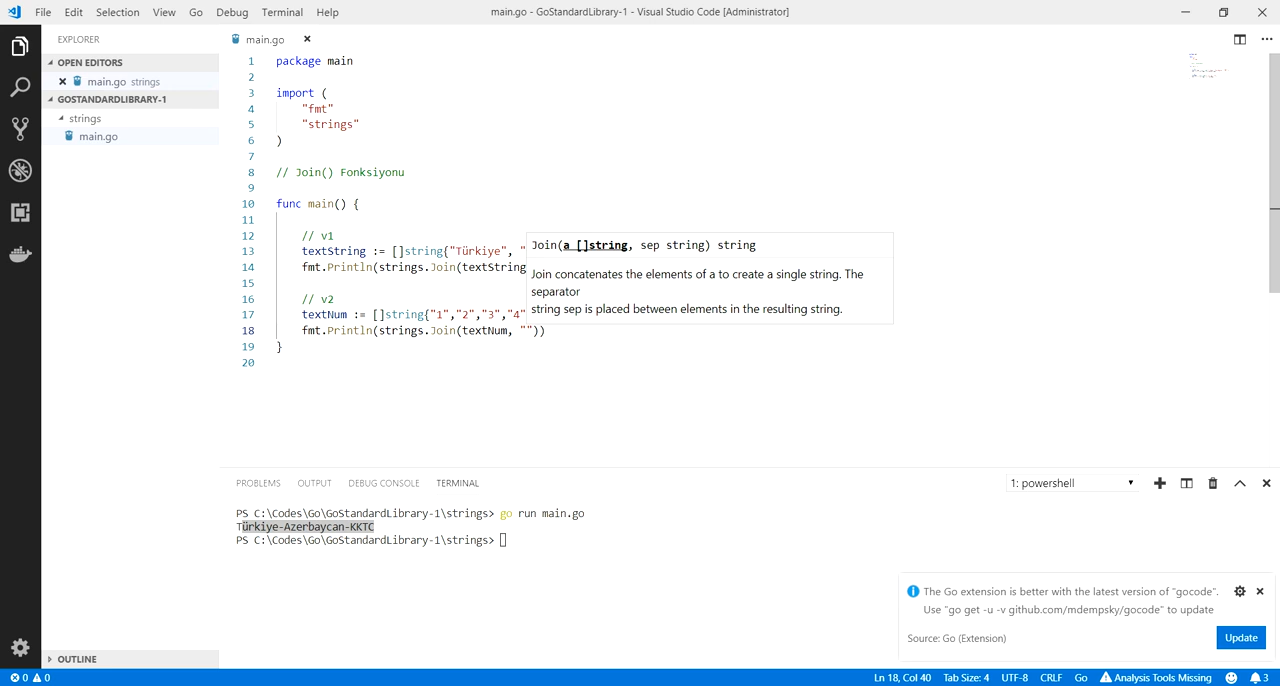 File Edit Selection View Go Debug Terminal Help
main.go - GoStandardLibrary-1 - Visual Studio Code [Administrator]
EXPLORER
OPEN EDITORS
main.go strings
GOSTANDARDLIBRARY-1
strings
main.go
OUTLINE
main.go
1 package main
2
3 import (
4 "fmt"
5 "strings"
6 )
7
8 // Join() Fonksiyonu
9
10 func main() {
11
12 // v1
13 textString := []string{"Türkiye", "
14 fmt.Println(strings.Join(textString
15
16 // v2
17 textNum := []string{"1","2","3","4"
18 fmt.Println(strings.Join(textNum, ""))
19 }
20
Join(a []string, sep string) string
Join concatenates the elements of a to create a single string. The
separator
string sep is placed between elements in the resulting string.
PROBLEMS OUTPUT DEBUG CONSOLE TERMINAL
1: powershell
PS C:\Codes\Go\GoStandardLibrary-1\strings> go run main.go
Türkiye-Azerbaycan-KKTC
PS C:\Codes\Go\GoStandardLibrary-1\strings>
The Go extension is better with the latest version of "gocode".
Use "go get -u -v github.com/mdempsky/gocode" to update
Source: Go (Extension)
Update
0 0
Ln 18, Col 40 Tab Size: 4 UTF-8 CRLF Go Analysis Tools Missing 3